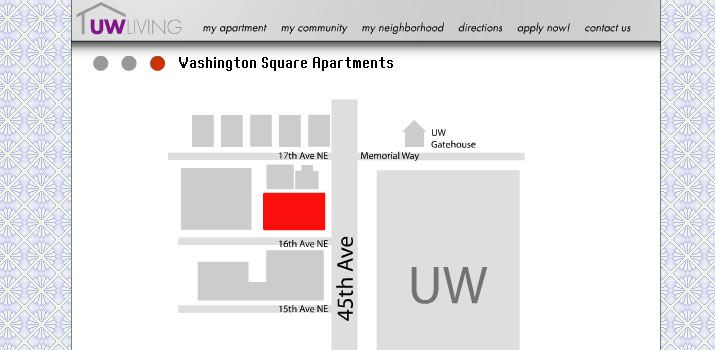 UWLIVING
my apartment my community my neighborhood directions apply now! contact us
Washington Square Apartments
UW
Gatehouse
17th Ave NE Memorial Way
16th Ave NE
45th Ave
UW
15th Ave NE